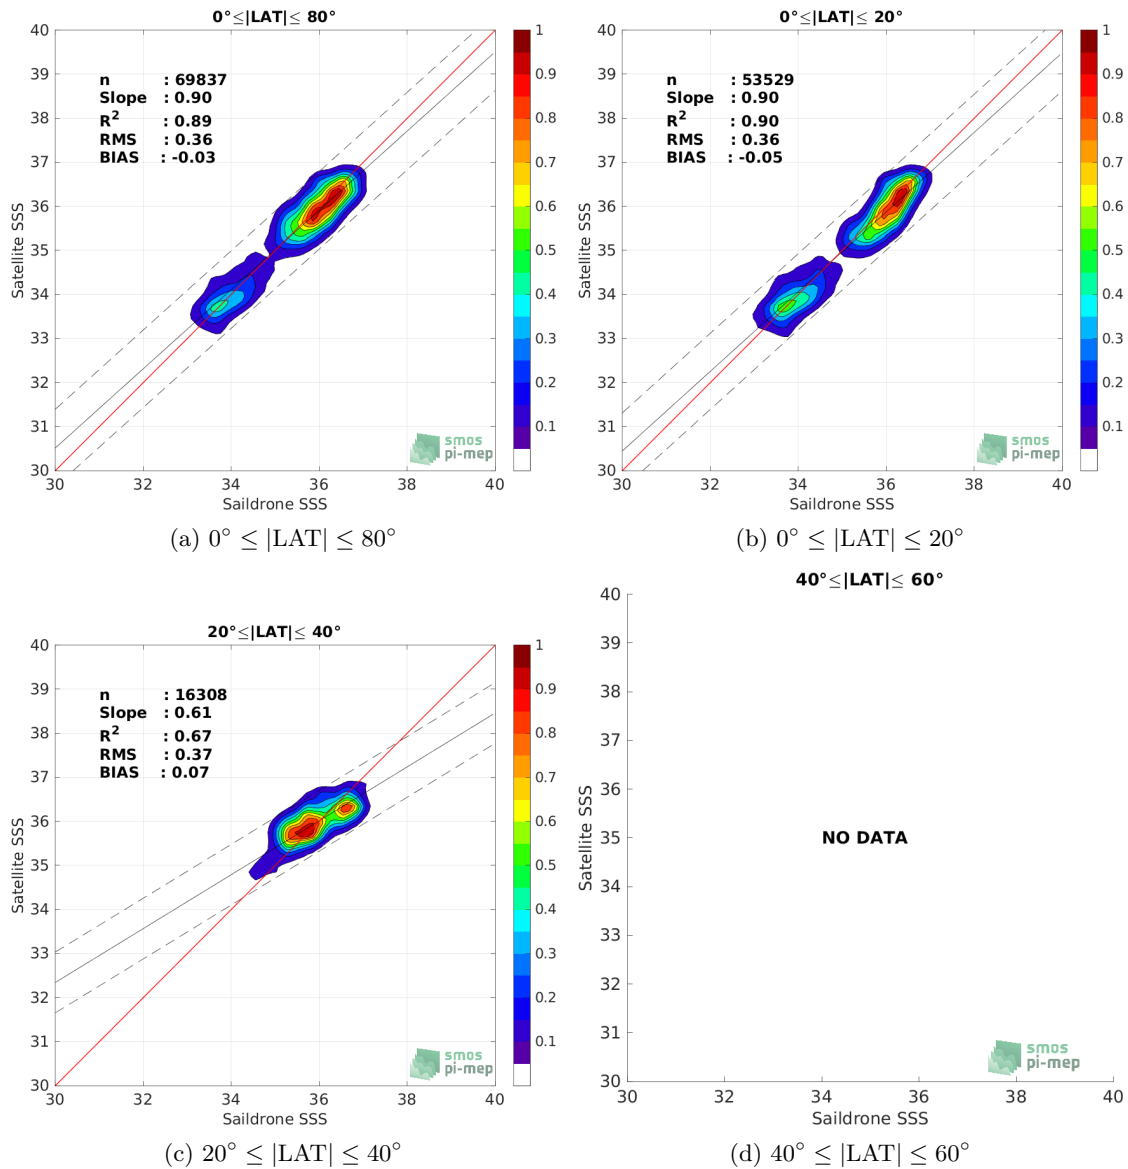 0°≤|LAT|≤ 80°
40
39
38
37
36
35
34
33
32
31
30
Satellite SSS
n : 69837
Slope : 0.90
R2 : 0.89
RMS : 0.36
BIAS : -0.03
smos
pi-mep
30 32 34 36 38 40
Saildrone SSS
1
0.9
0.8
0.7
0.6
0.5
0.4
0.3
0.2
0.1
(a) 0° ≤ |LAT| ≤ 80°
0°≤|LAT|≤ 20°
40
39
38
37
36
35
34
33
32
31
30
Satellite SSS
n : 53529
Slope : 0.90
R2 : 0.90
RMS : 0.36
BIAS : -0.05
smos
pi-mep
30 32 34 36 38 40
Saildrone SSS
1
0.9
0.8
0.7
0.6
0.5
0.4
0.3
0.2
0.1
(b) 0° ≤ |LAT| ≤ 20°
20°≤|LAT|≤ 40°
40
39
38
37
36
35
34
33
32
31
30
Satellite SSS
n : 16308
Slope : 0.61
R2 : 0.67
RMS : 0.37
BIAS : 0.07
smos
pi-mep
30 32 34 36 38 40
Saildrone SSS
1
0.9
0.8
0.7
0.6
0.5
0.4
0.3
0.2
0.1
(c) 20° ≤ |LAT| ≤ 40°
40°≤|LAT|≤ 60°
40
39
38
37
36
35
34
33
32
31
30
Satellite SSS
NO DATA
smos
pi-mep
30 32 34 36 38 40
Saildrone SSS
(d) 40° ≤ |LAT| ≤ 60°